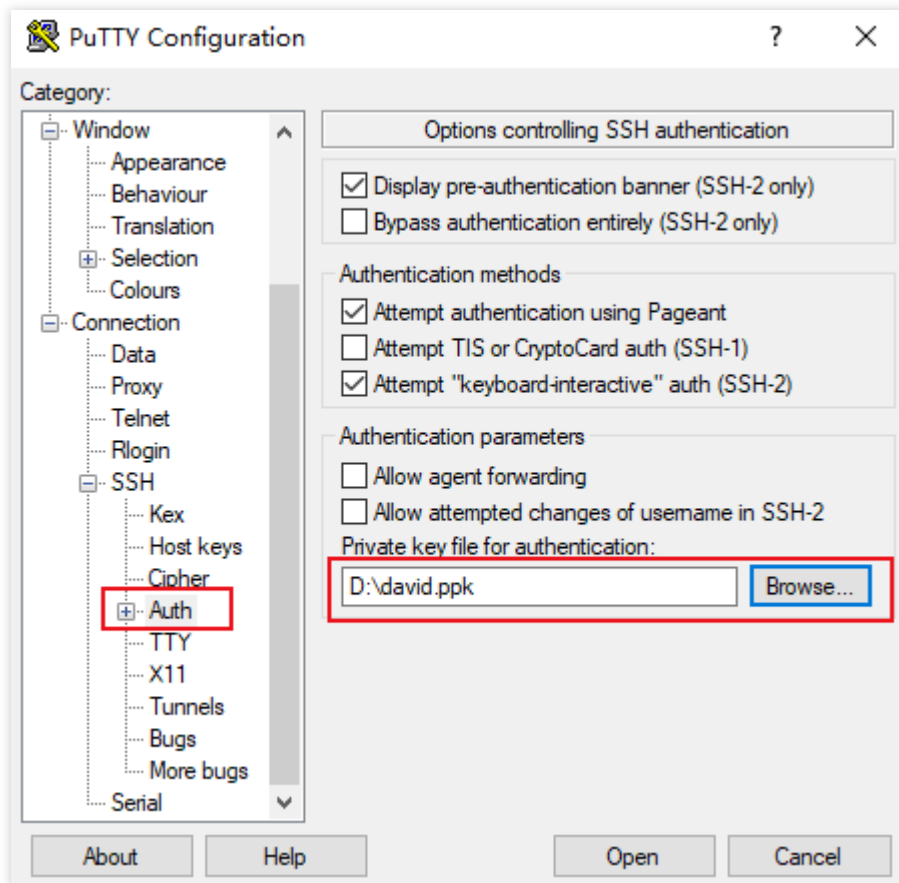 PuTTY Configuration
?
Category:
Window
Appearance
Behaviour
Translation
Selection
Colours
Connection
Data
Proxy
Telnet
Rlogin
SSH
Kex
Host keys
Cipher
Auth
TTY
X11
Tunnels
Bugs
More bugs
Serial
Options controlling SSH authentication
Display pre-authentication banner (SSH-2 only)
Bypass authentication entirely (SSH-2 only)
Authentication methods
Attempt authentication using Pageant
Attempt TIS or CryptoCard auth (SSH-1)
Attempt "keyboard-interactive" auth (SSH-2)
Authentication parameters
Allow agent forwarding
Allow attempted changes of username in SSH-2
Private key file for authentication:
D:\david.ppk Browse...
About Help Open Cancel